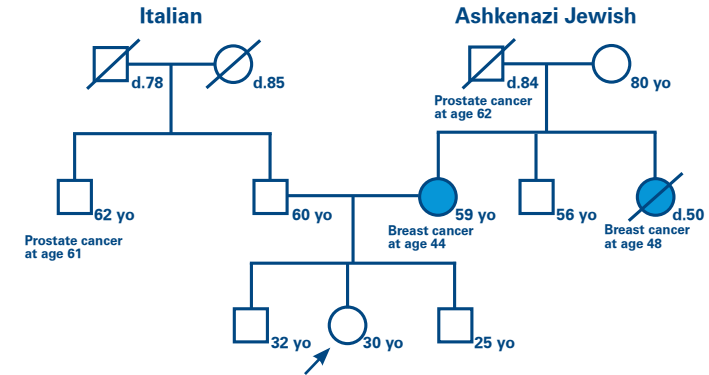 Italian
Ashkenazi Jewish
d.78
d.85
d.84
80 yo
Prostate cancer
at age 62
62 yo
60 yo
59 yo
56 yo
d.50
Prostate cancer
at age 61
Breast cancer
at age 44
Breast cancer
at age 48
32 yo
30 yo
25 yo